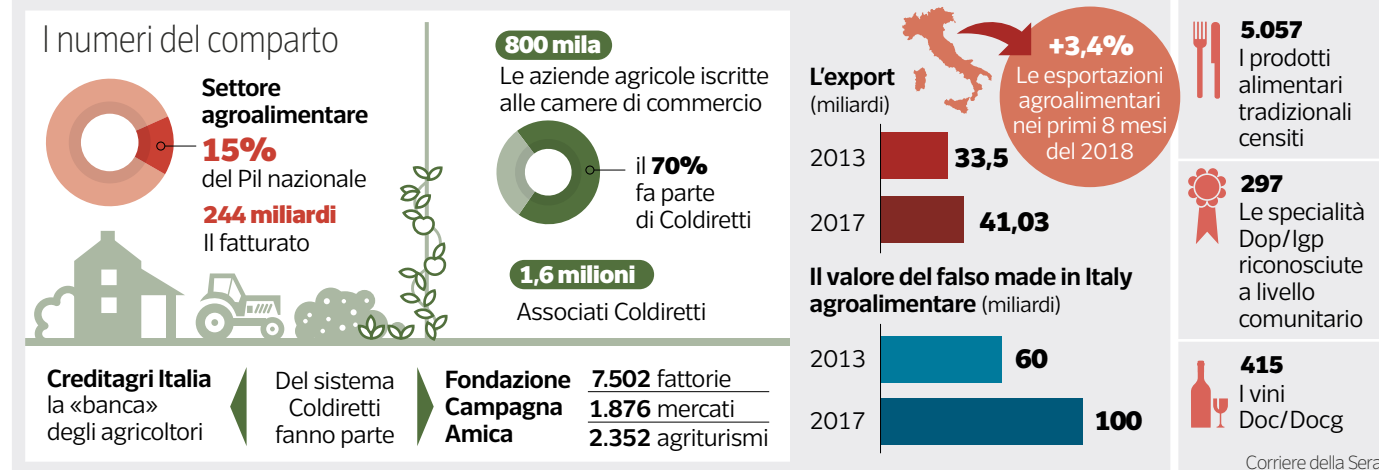 I numeri del comparto
Settore
agroalimentare
15%
del Pil nazionale
244 miliardi
Il fatturato
800 mila
Le aziende agricole iscritte
alle camere di commercio
il 70%
fa parte
di Coldiretti
1,6 milioni
Associati Coldiretti
Creditagri Italia
la «banca»
degli agricoltori
Del sistema
Coldiretti
fanno parte
Fondazione
Campagna
Amica
7.502 fattorie
1.876 mercati
2.352 agriturismi
L'export
(miliardi)
2013
33,5
2017
41,03
+3,4%
Le esportazioni
agroalimentari
nei primi 8 mesi
del 2018
Il valore del falso made in Italy
agroalimentare (miliardi)
2013
60
2017
100
5.057
I prodotti
alimentari
tradizionali
censiti
297
Le specialità
Dop/Igp
riconosciute
a livello
comunitario
415
I vini
Doc/Docg
Corriere della Sera